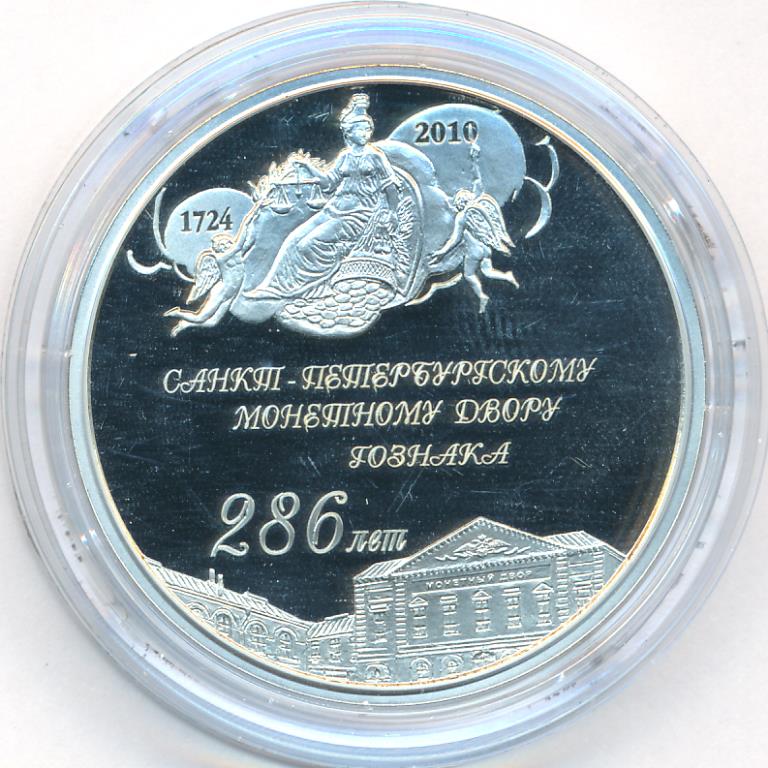 1724
2010
САНКТ-ПЕТЕРБУРГСКОМУ
МОНЕТНОМУ ДВОРУ
ГОЗНАКА
286 лет
МОНЕТНЫЙ ДВОР